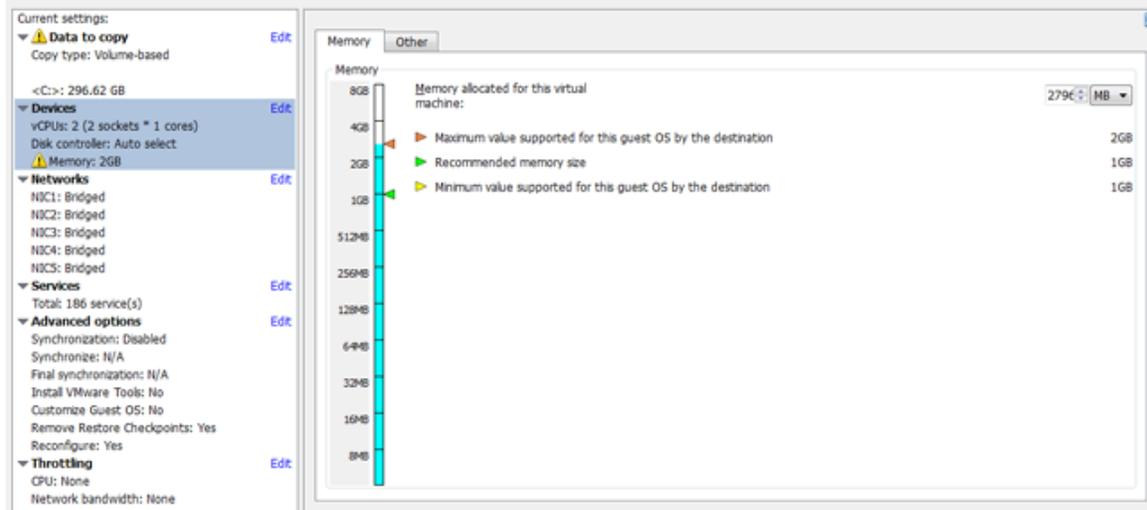 Current settings:
Data to copy Edit
Copy type: Volume-based
<C:>: 296.62 GB
Devices Edit
vCPUs: 2 (2 sockets * 1 cores)
Disk controller: Auto select
Memory: 2GB
Networks Edit
NIC1: Bridged
NIC2: Bridged
NIC3: Bridged
NIC4: Bridged
NIC5: Bridged
Services Edit
Total: 186 service(s)
Advanced options Edit
Synchronization: Disabled
Synchronize: N/A
Final synchronization: N/A
Install VMware Tools: No
Customize Guest OS: No
Remove Restore Checkpoints: Yes
Reconfigure: Yes
Throttling Edit
CPU: None
Network bandwidth: None
Memory Other
Memory
8GB
4GB
2GB
1GB
512MB
256MB
128MB
64MB
32MB
16MB
8MB
Memory allocated for this virtual
machine:
MB
Maximum value supported for this guest OS by the destination 2GB
Recommended memory size 1GB
Minimum value supported for this guest OS by the destination 1GB